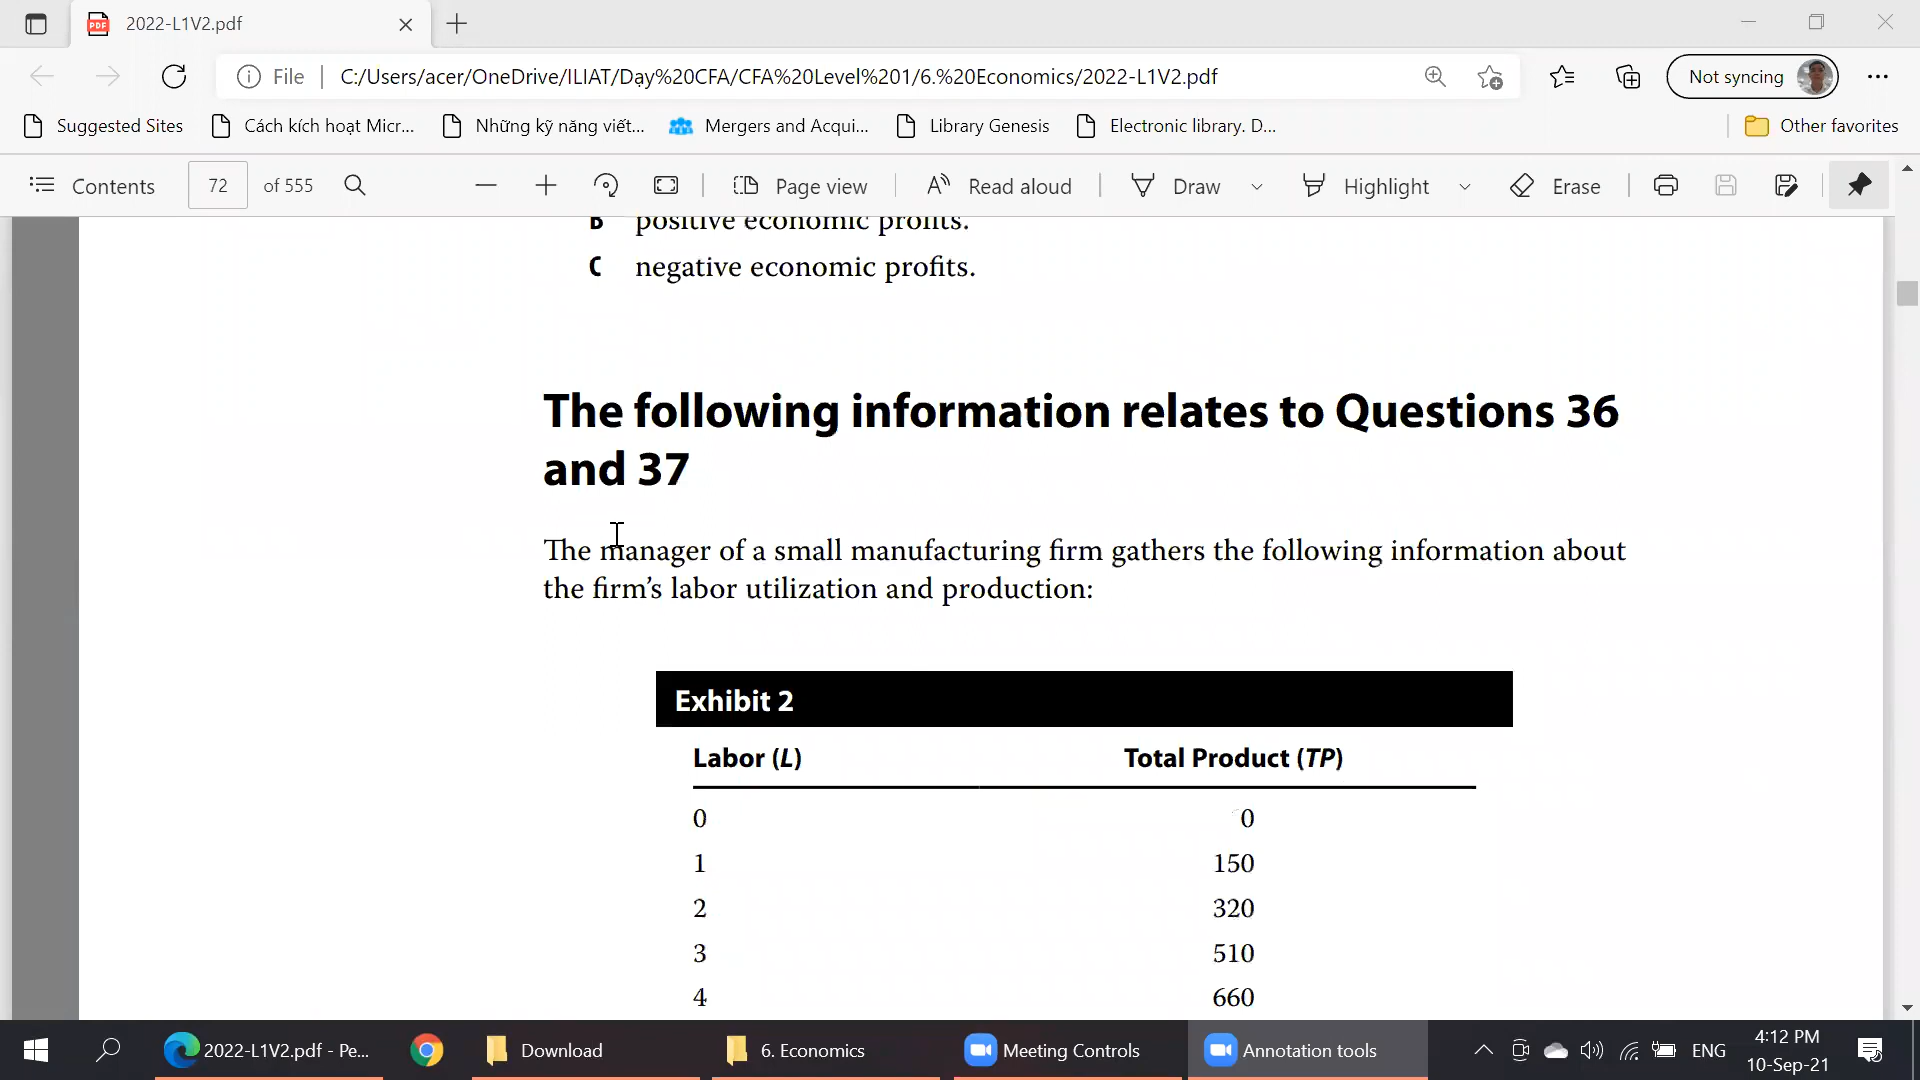 2022-L1V2.pdf
File
C:/Users/acer/OneDrive/ILIAT/Dạy%20CFA/CFA%20Level%201/6.%20Economics/2022-L1V2.pdf
Not syncing
Suggested Sites
Cách kích hoạt Micr...
Những kỹ năng viết...
Mergers and Acqui...
Library Genesis
Electronic library. D...
Other favorites
Contents
72
of 555
Page view
Read aloud
Draw
Highlight
Erase
B positive economic profits.
C negative economic profits.
The following information relates to Questions 36
and 37
The manager of a small manufacturing firm gathers the following information about
the firm's labor utilization and production:
Exhibit 2
Labor (L) Total Product (TP)
0 0
1 150
2 320
3 510
4 660
2022-L1V2.pdf - Pe...
Download
6. Economics
Meeting Controls
Annotation tools
ENG
4:12 PM
10-Sep-21